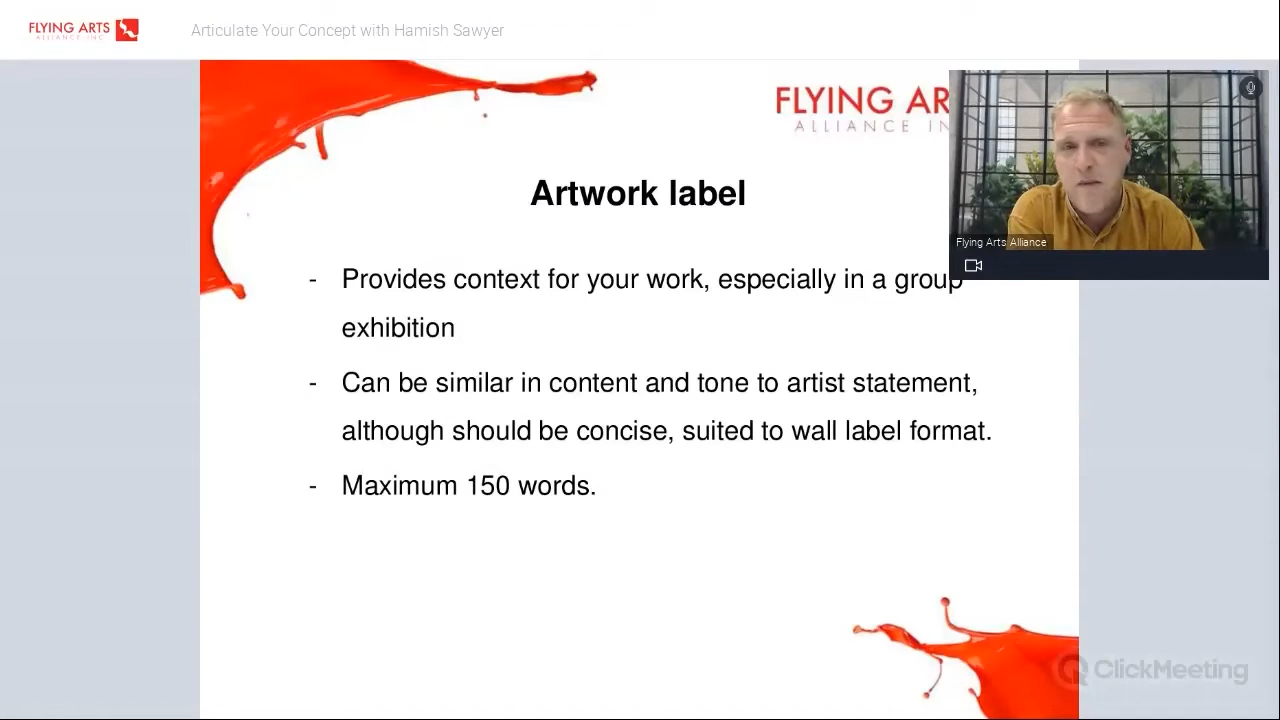 FLYING ARTS
ALLIANCE INC
Articulate Your Concept with Hamish Sawyer
FLYING AR
ALLIANCE IN
Flying Arts Alliance
Artwork label
- Provides context for your work, especially in a group
exhibition
- Can be similar in content and tone to artist statement,
although should be concise, suited to wall label format.
- Maximum 150 words.
ClickMeeting